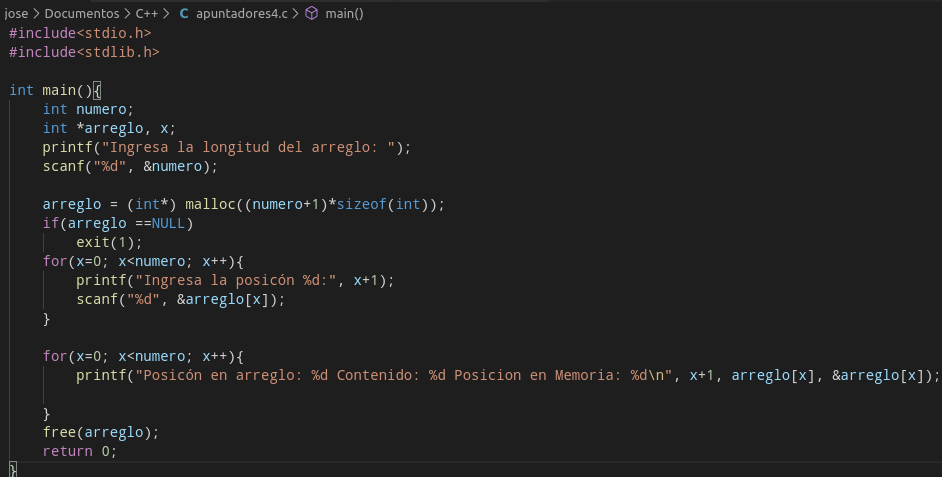 jose > Documentos > C++ > C apuntadores4.c > main()
#include<stdio.h>
#include<stdlib.h>
int main(){
int numero;
int *arreglo, x;
printf("Ingresa la longitud del arreglo: ");
scanf("%d", &numero);
arreglo = (int*) malloc((numero+1)*sizeof(int));
if(arreglo ==NULL)
exit(1);
for(x=0; x<numero; x++){
printf("Ingresa la posicón %d:", x+1);
scanf("%d", &arreglo[x]);
}
for(x=0; x<numero; x++){
printf("Posicón en arreglo: %d Contenido: %d Posicion en Memoria: %d\n", x+1, arreglo[x], &arreglo[x]);
}
free(arreglo);
return 0;
}